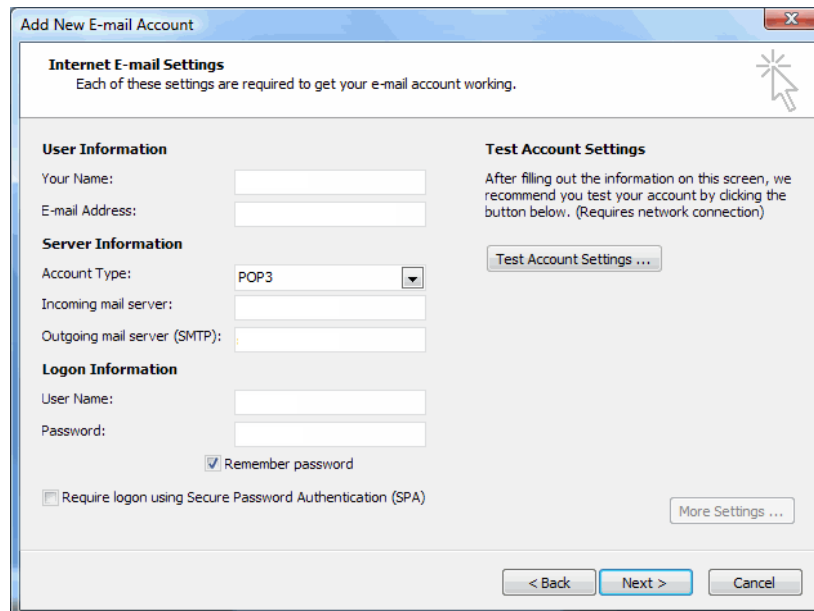 Add New E-mail Account
Internet E-mail Settings
Each of these settings are required to get your e-mail account working.
User Information
Your Name:
E-mail Address:
Server Information
Account Type:
POP3
Incoming mail server:
Outgoing mail server (SMTP):
Logon Information
User Name:
Password:
Remember password
Require logon using Secure Password Authentication (SPA)
Test Account Settings
After filling out the information on this screen, we
recommend you test your account by clicking the
button below. (Requires network connection)
Test Account Settings ...
More Settings ...
< Back
Next >
Cancel